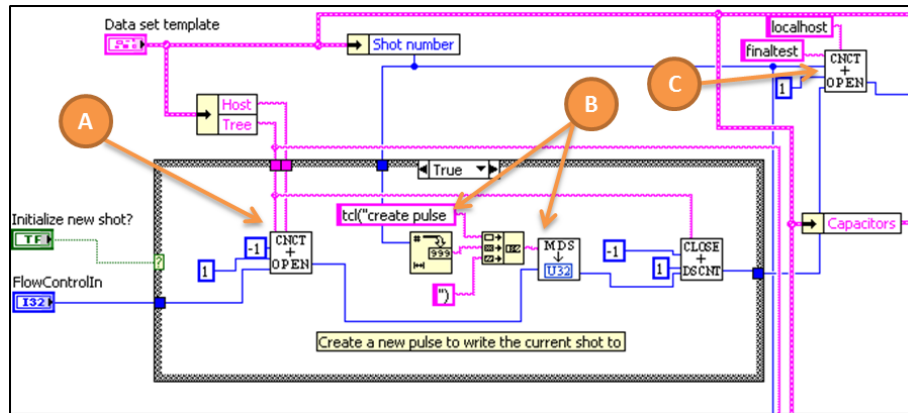 Data set template
Shot number
localhost
finaltest
CNCT
+
OPEN
C
1
Host
Tree
A
B
True
Initialize new shot?
TF
?
tcl("create pulse
Capacitors
-1
CNCT
+
OPEN
1
#
999
MDS
U32
-1
1
CLOSE
+
DSCNT
FlowControlIn
I32
")
Create a new pulse to write the current shot to